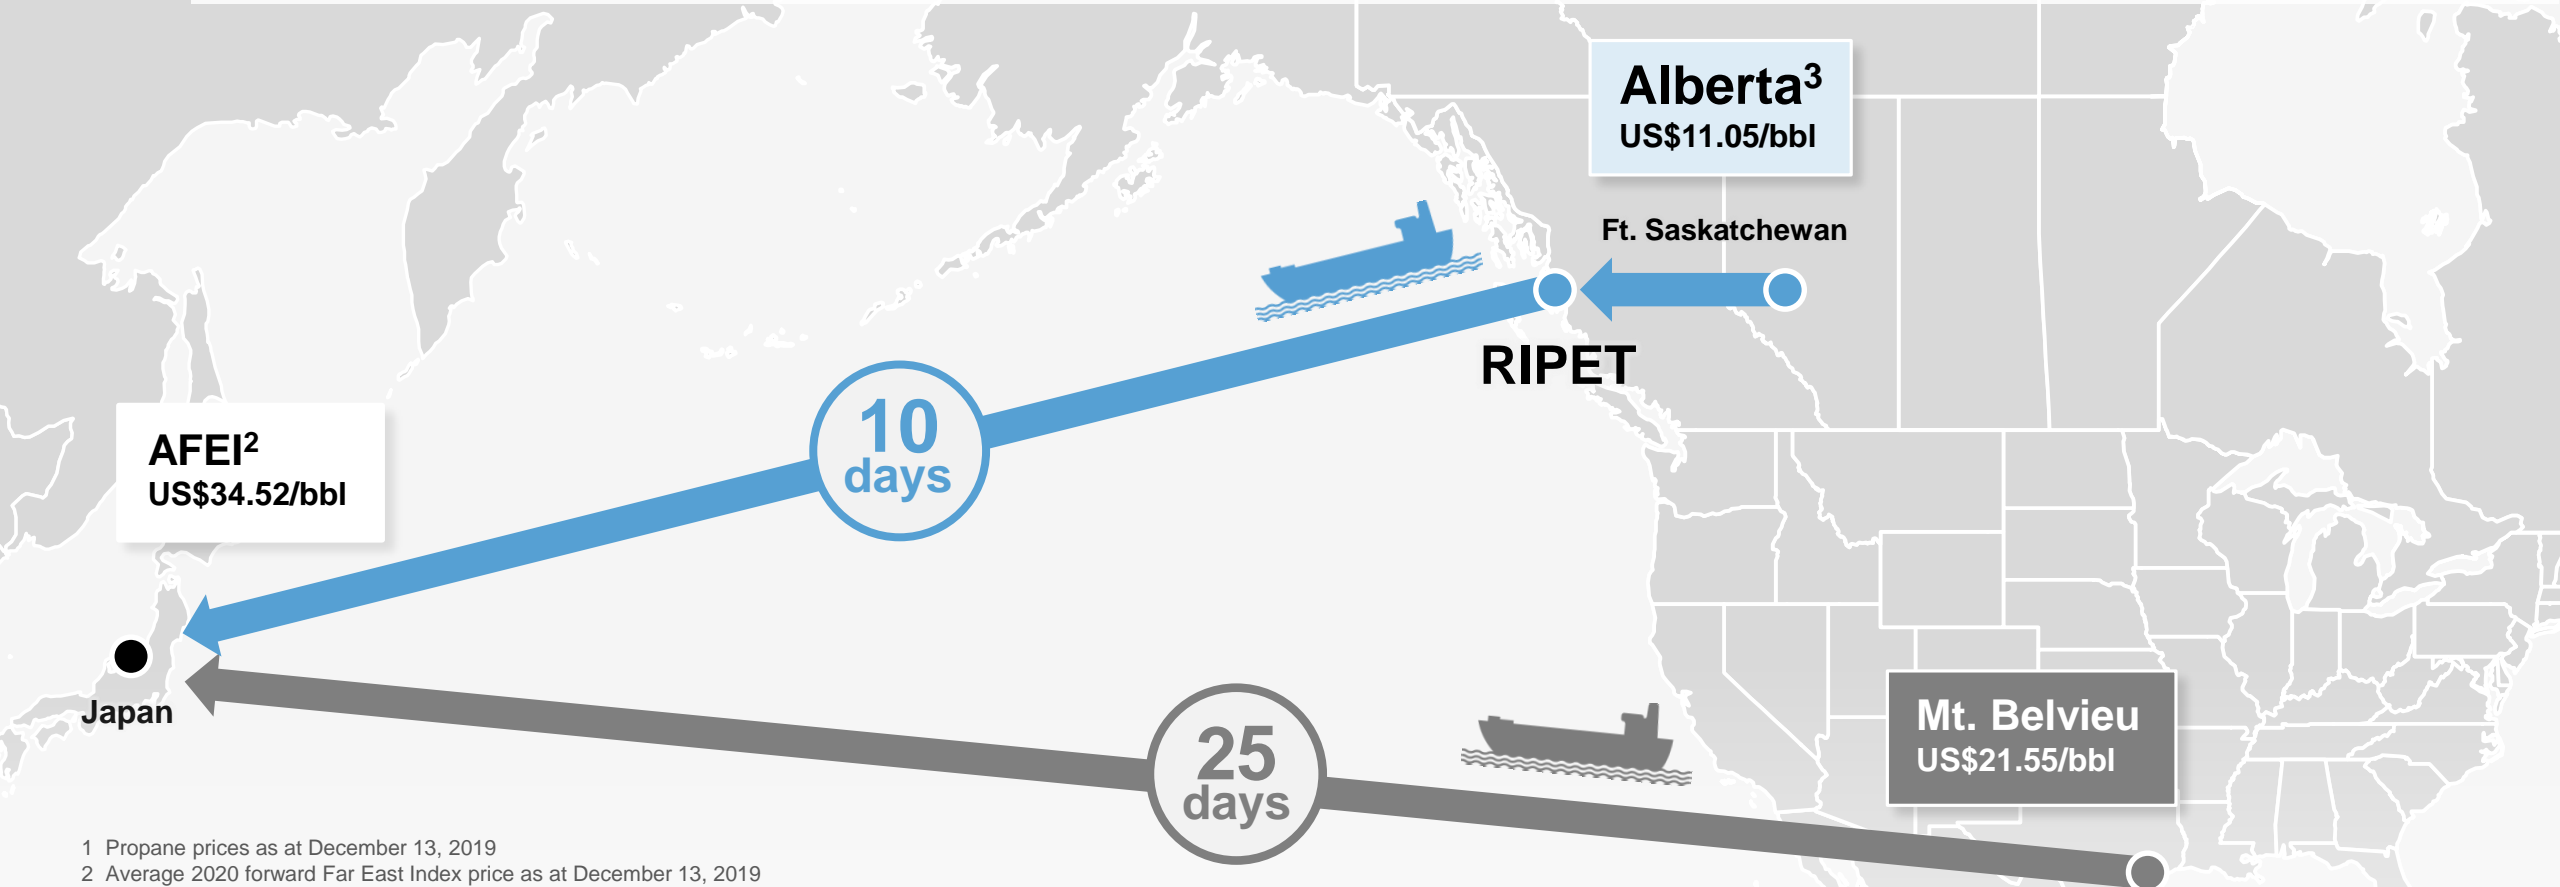 Alberta3
US$11.05/bbl
Ft. Saskatchewan
RIPET
10
days
AFEI2
US$34.52/bbl
Japan
25
days
Mt. Belvieu
US$21.55/bbl
1 Propane prices as at December 13, 2019
2 Average 2020 forward Far East Index price as at December 13, 2019